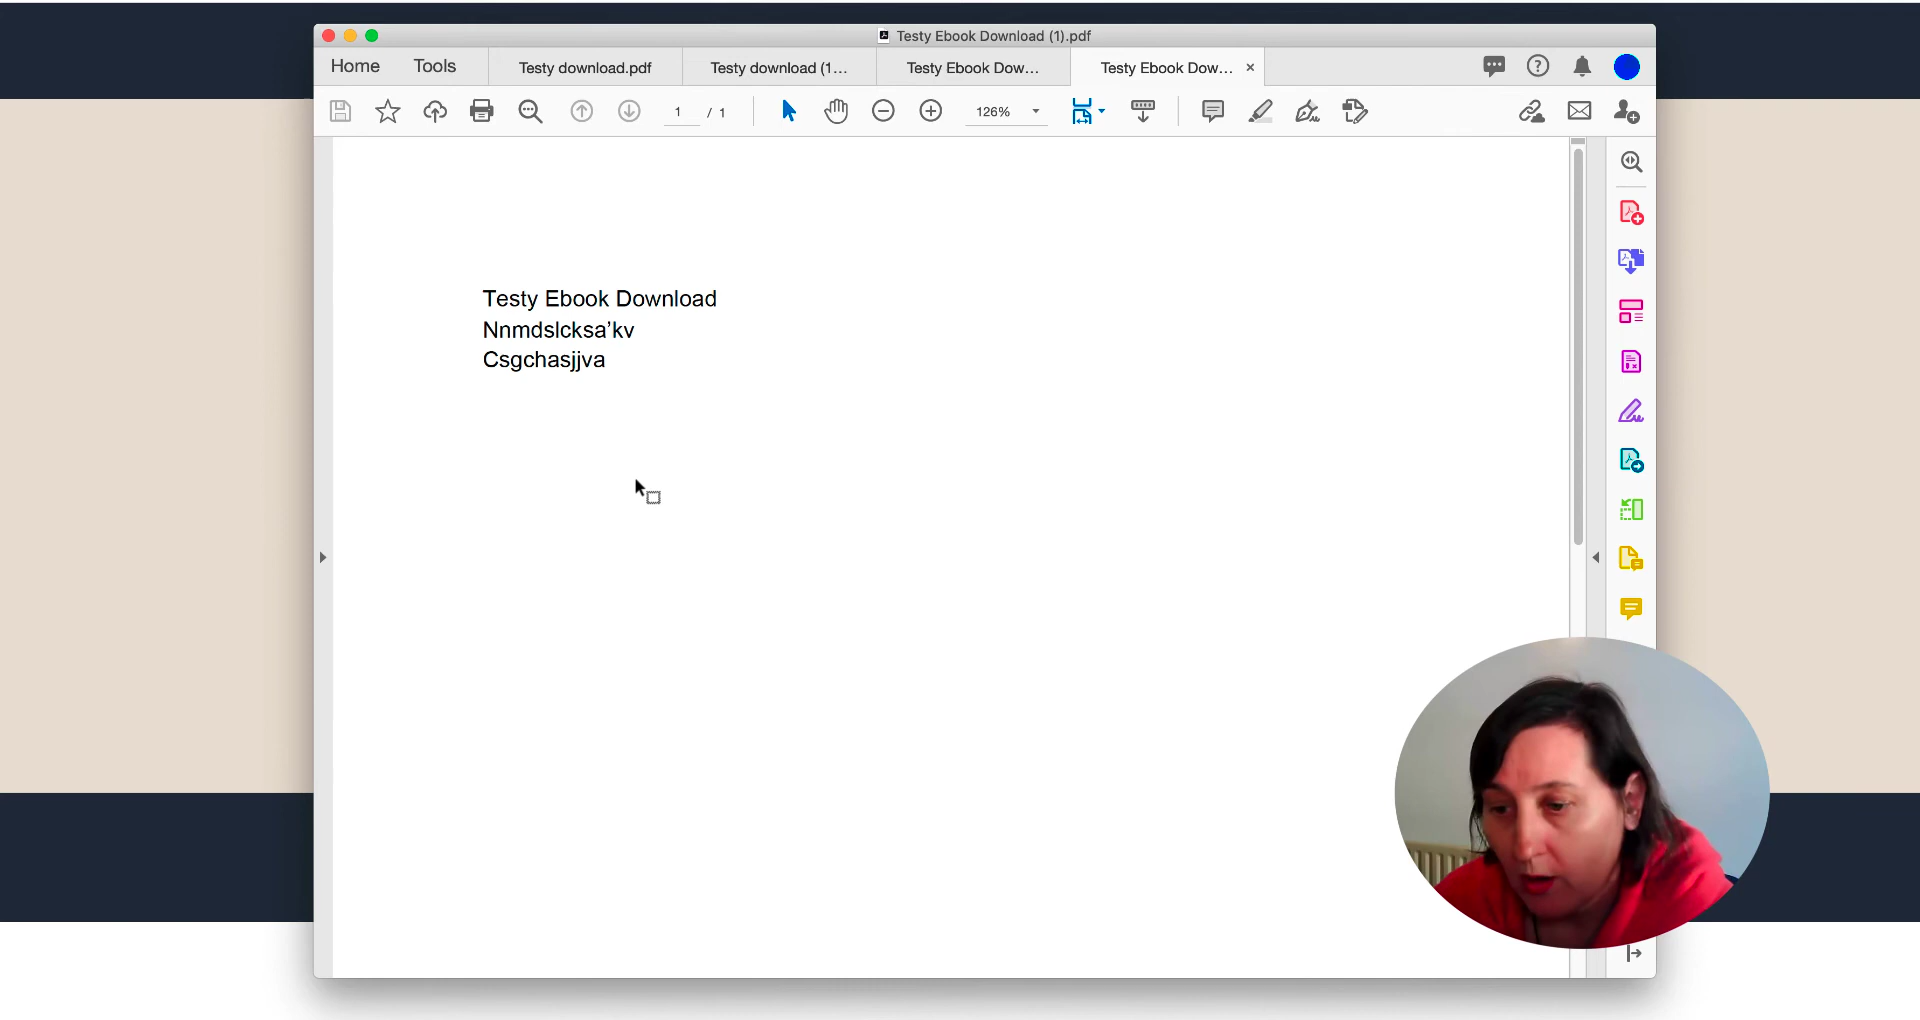 Testy Ebook Download (1).pdf
Home Tools Testy download.pdf Testy download (1... Testy Ebook Dow... Testy Ebook Dow...
1 / 1 126%
Testy Ebook Download
Nnmdslcksa’kv
Csgchasjjva